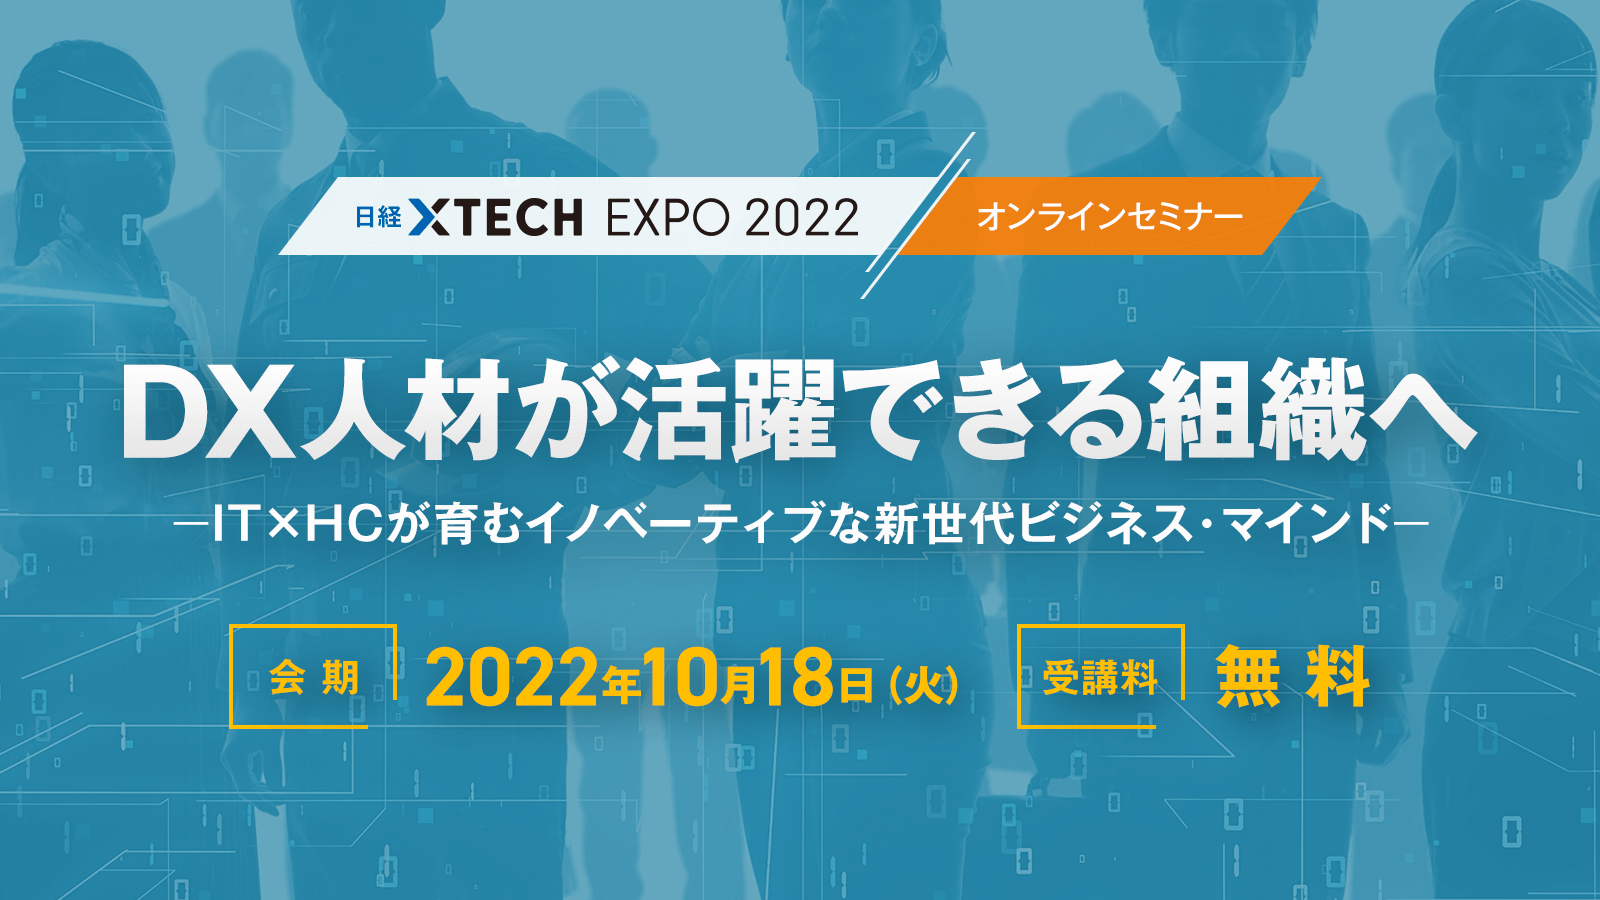 日経 XTECH EXPO 2022 オンラインセミナー
DX人材が活躍できる組織へ
―IT×HCが育むイノベーティブな新世代ビジネス・マインド―
会期 2022年10月18日（火） 受講料 無料